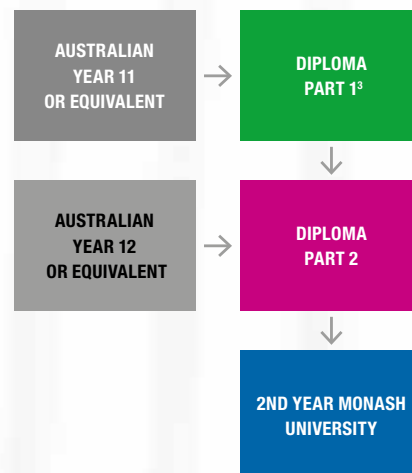 AUSTRALIAN
YEAR 11
OR EQUIVALENT
DIPLOMA
PART 1³
AUSTRALIAN
YEAR 12
OR EQUIVALENT
DIPLOMA
PART 2
2ND YEAR MONASH
UNIVERSITY